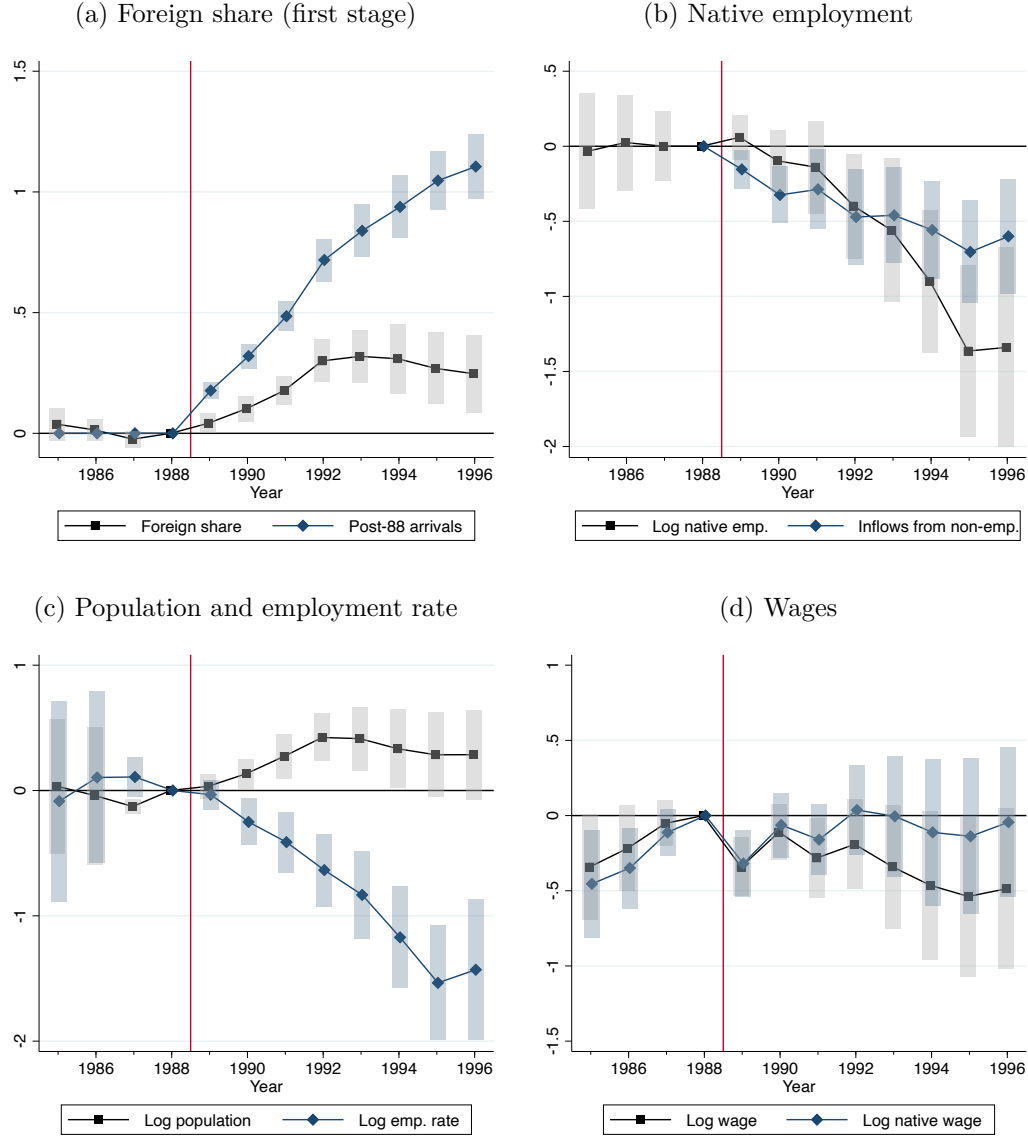 (a) Foreign share (first stage)
1.5
1
.5
0
1986 1988 1990 1992 1994 1996
Year
Foreign share Post-88 arrivals
(b) Native employment
.5
0
-.5
-1
-1.5
-2
1986 1988 1990 1992 1994 1996
Year
Log native emp. Inflows from non-emp.
(c) Population and employment rate
1
0
-1
-2
1986 1988 1990 1992 1994 1996
Year
Log population Log emp. rate
(d) Wages
1
.5
0
-.5
-1
-1.5
1986 1988 1990 1992 1994 1996
Year
Log wage Log native wage